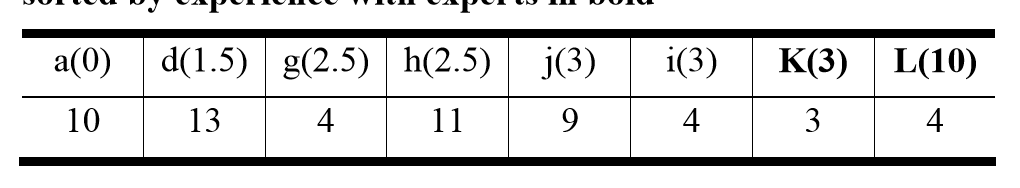 sorted by experience with experts in bold
a(0) d(1.5) g(2.5) h(2.5) j(3) i(3) K(3) L(10)
10 13 4 11 9 4 3 4